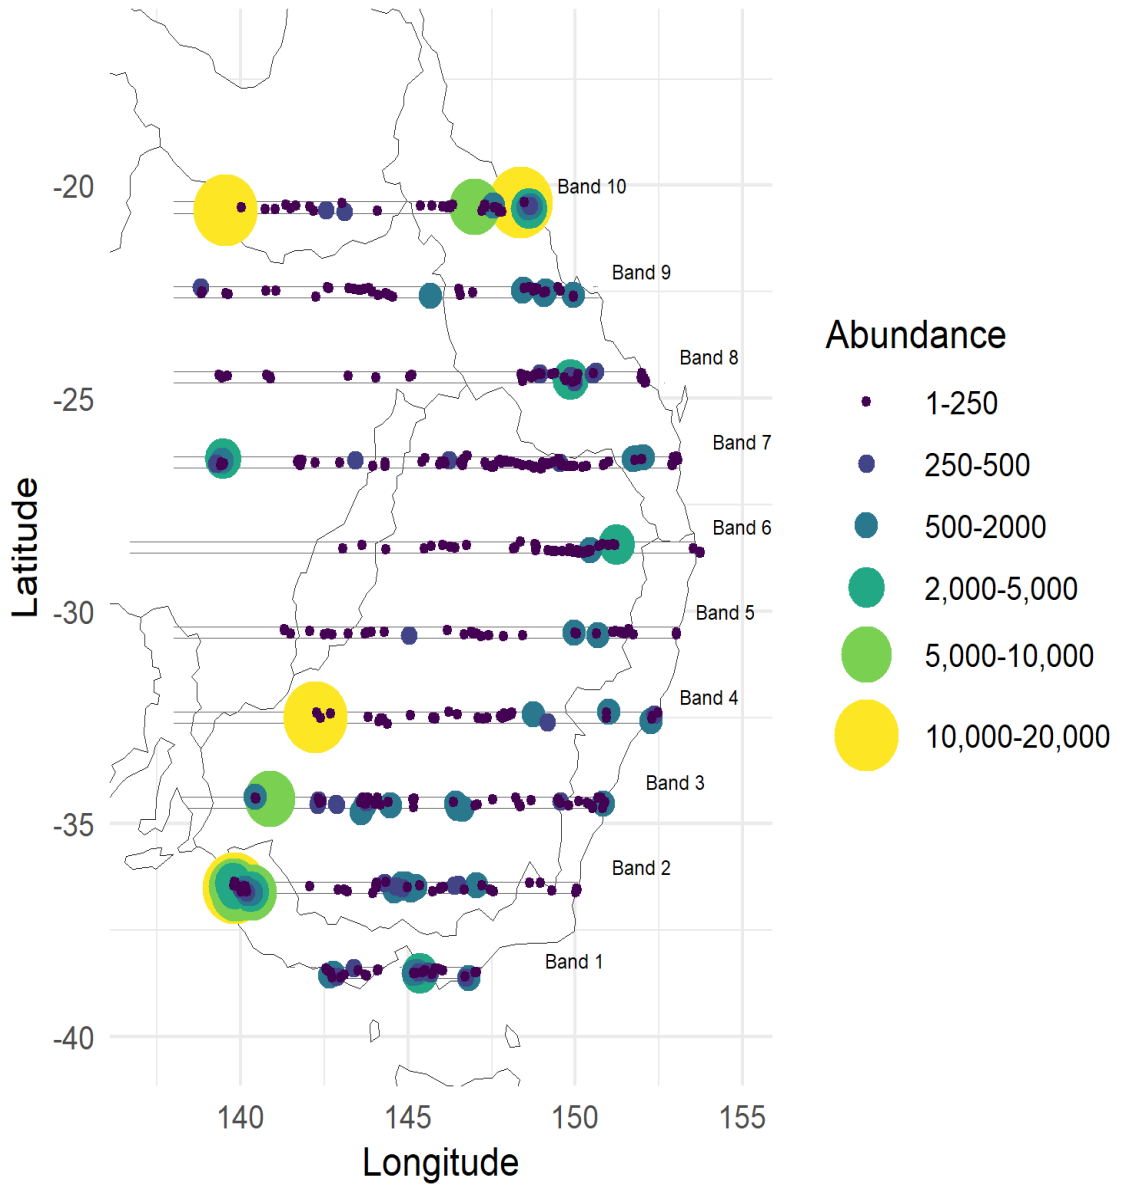 -20
Band 10
Band 9
Band 8
-25
Band 7
Band 6
-30
Band 5
Band 4
Band 3
-35
Band 2
Band 1
-40
140 145 150 155
Longitude
Latitude
Abundance
1-250
250-500
500-2000
2,000-5,000
5,000-10,000
10,000-20,000